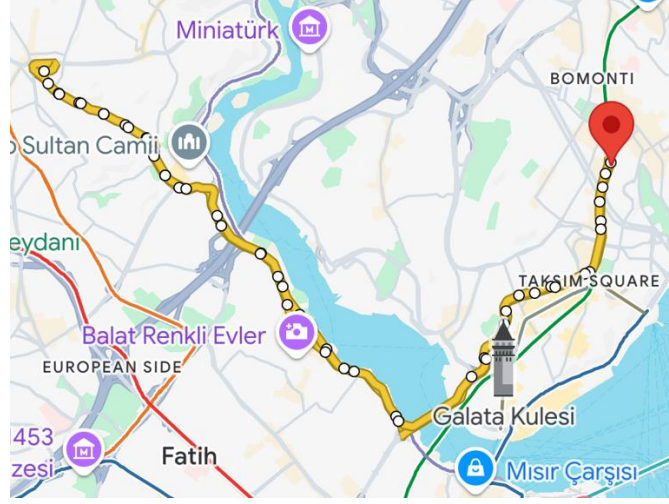 Miniatürk
BOMONTI
Sultan Camii
eydanı
TAKSIM SQUARE
Balat Renkli Evler
EUROPEAN SIDE
Galata Kulesi
1453
zesi
Fatih
Mısır Çarşısı